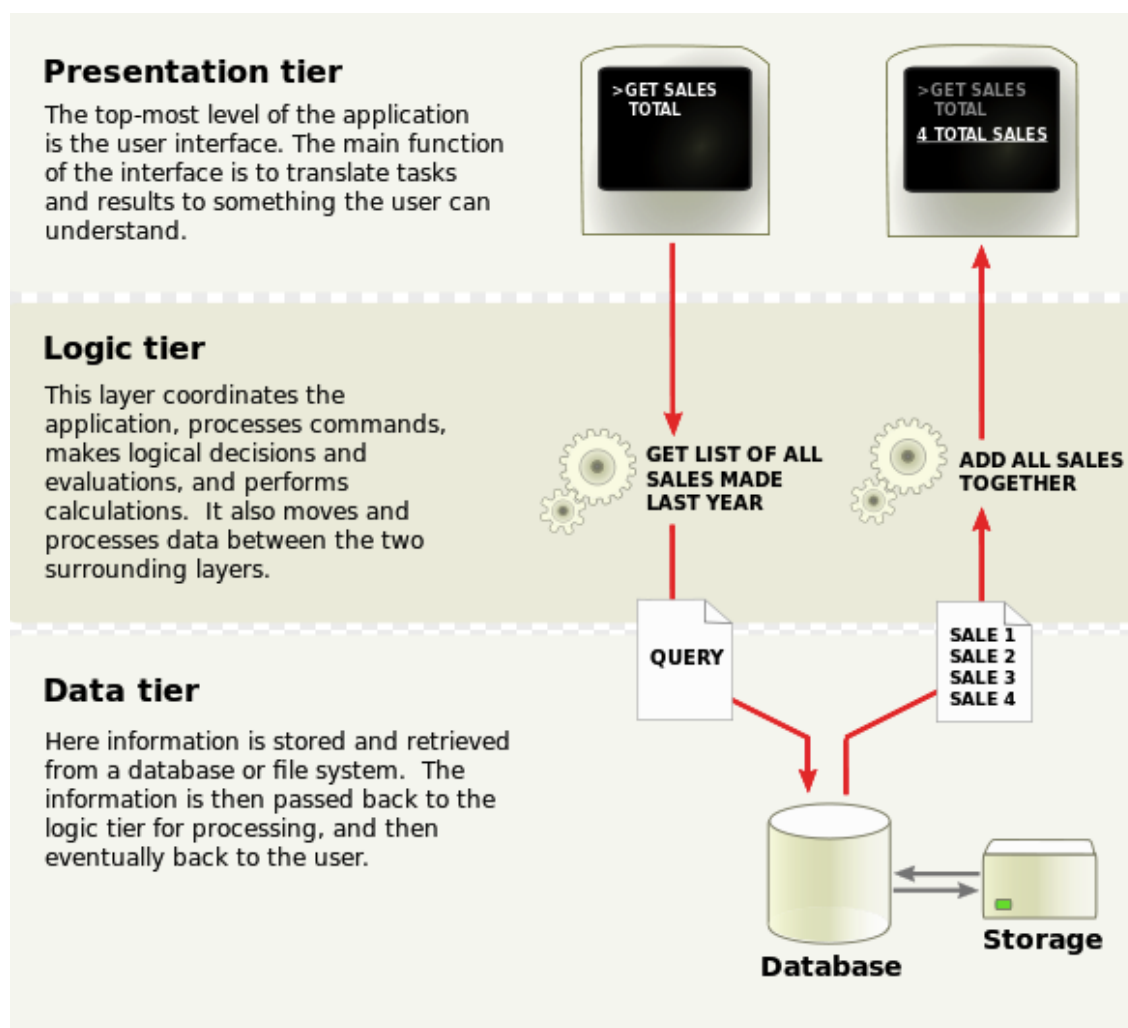 Presentation tier
The top-most level of the application
is the user interface. The main function
of the interface is to translate tasks
and results to something the user can
understand.
>GET SALES
TOTAL
>GET SALES
TOTAL
4 TOTAL SALES
Logic tier
This layer coordinates the
application, processes commands,
makes logical decisions and
evaluations, and performs
calculations.  It also moves and
processes data between the two
surrounding layers.
GET LIST OF ALL
SALES MADE
LAST YEAR
ADD ALL SALES
TOGETHER
QUERY
SALE 1
SALE 2
SALE 3
SALE 4
Data tier
Here information is stored and retrieved
from a database or file system.  The
information is then passed back to the
logic tier for processing, and then
eventually back to the user.
Database
Storage